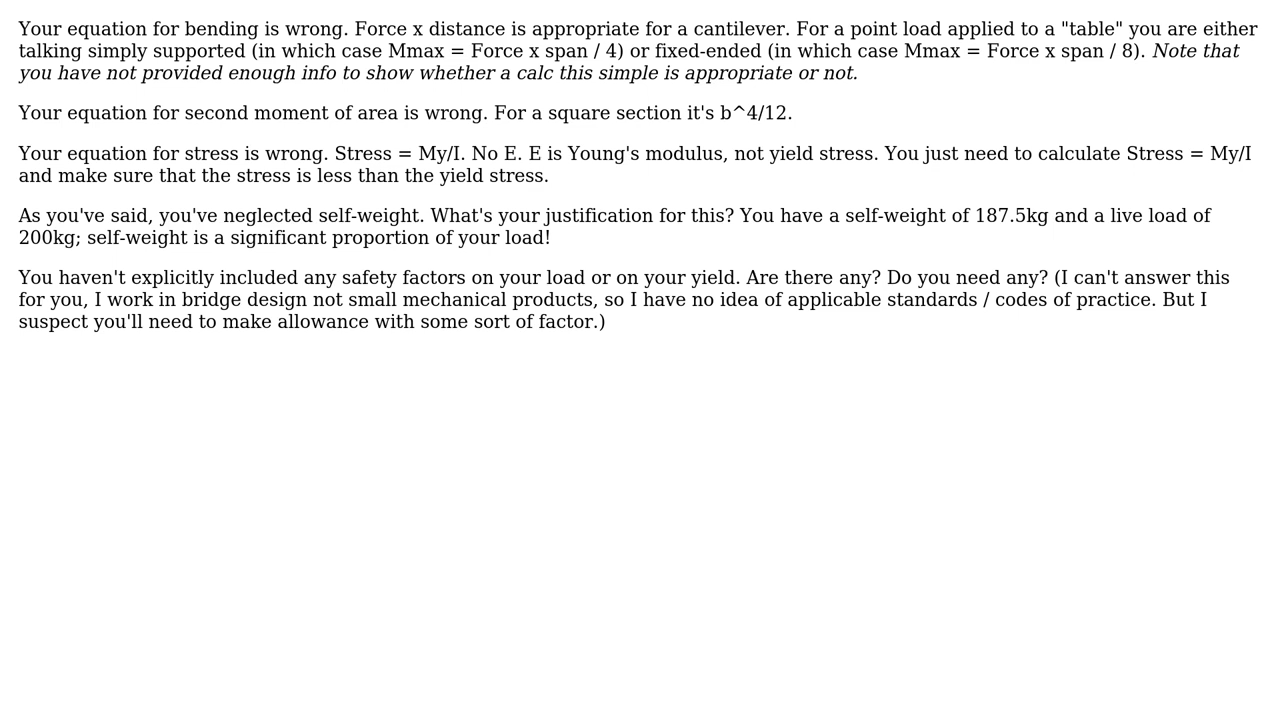 Your equation for bending is wrong. Force x distance is appropriate for a cantilever. For a point load applied to a "table" you are either
talking simply supported (in which case Mmax = Force x span / 4) or fixed-ended (in which case Mmax = Force x span / 8). Note that
you have not provided enough info to show whether a calc this simple is appropriate or not.
Your equation for second moment of area is wrong. For a square section it's b^4/12.
Your equation for stress is wrong. Stress = My/I. No E. E is Young's modulus, not yield stress. You just need to calculate Stress = My/I
and make sure that the stress is less than the yield stress.
As you've said, you've neglected self-weight. What's your justification for this? You have a self-weight of 187.5kg and a live load of
200kg; self-weight is a significant proportion of your load!
You haven't explicitly included any safety factors on your load or on your yield. Are there any? Do you need any? (I can't answer this
for you, I work in bridge design not small mechanical products, so I have no idea of applicable standards / codes of practice. But I
suspect you'll need to make allowance with some sort of factor.)